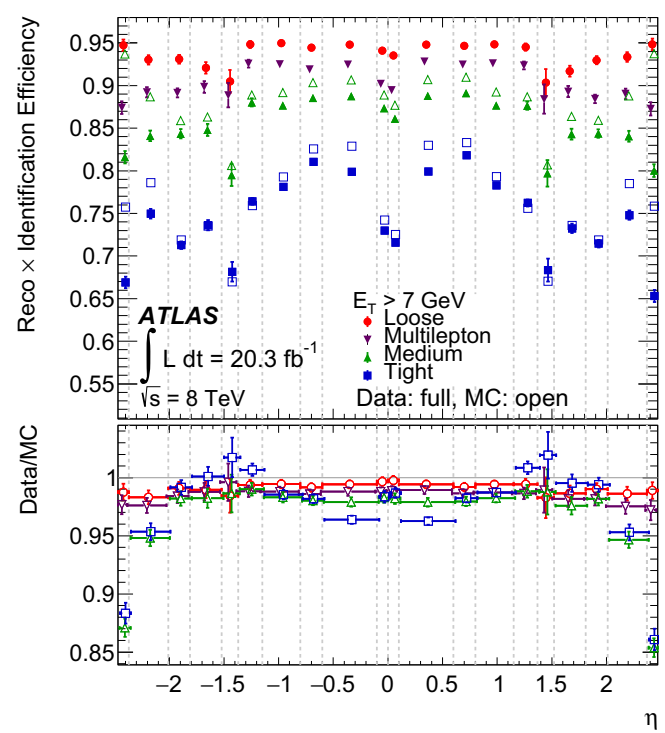 Reco × Identification Efficiency
0.95
0.9
0.85
0.8
0.75
0.7
0.65
0.6
0.55
ATLAS
∫ L dt = 20.3 fb⁻¹
√s = 8 TeV
E_T > 7 GeV
Loose
Multilepton
Medium
Tight
Data: full, MC: open
Data/MC
1
0.95
0.9
0.85
−2 −1.5 −1 −0.5 0 0.5 1 1.5 2
η